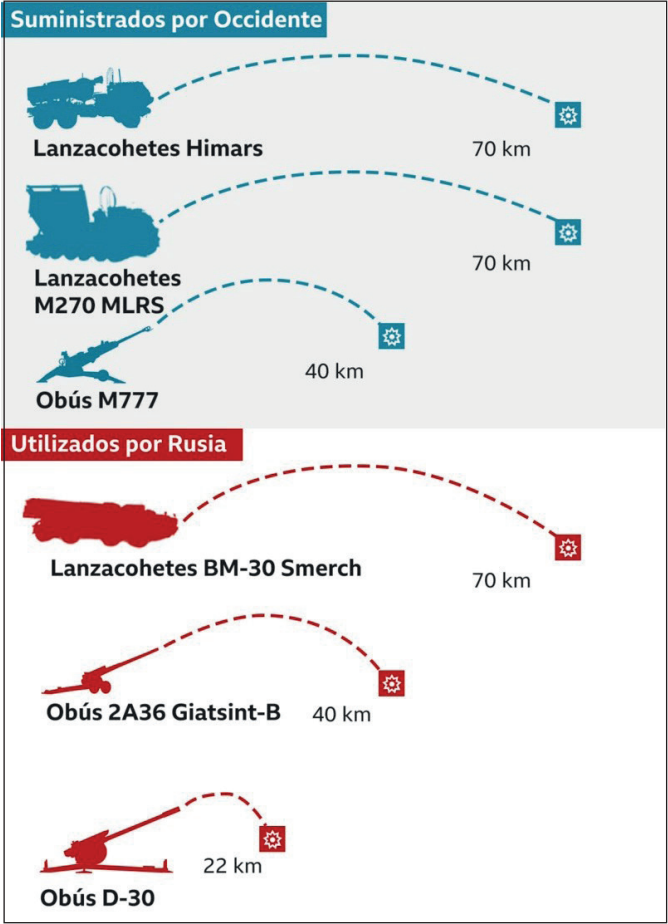 Suministrados por Occidente
Lanzacohetes Himars
70 km
70 km
Lanzacohetes
M270 MLRS
40 km
Obús M777
Utilizados por Rusia
Lanzacohetes BM-30 Smerch
70 km
Obús 2A36 Giatsint-B
40 km
22 km
Obús D-30